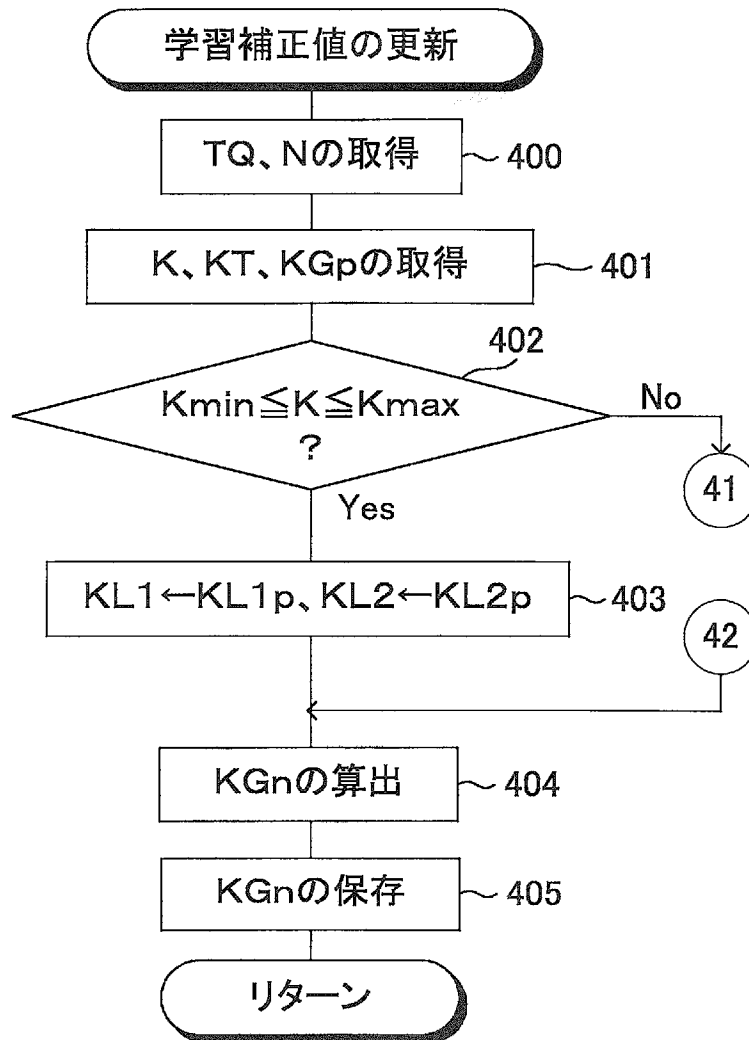 学習補正値の更新
TQ、Nの取得
400
K、KT、KGpの取得
401
402
Kmin≦K≦Kmax
?
No
41
Yes
KL1←KL1p、KL2←KL2p
403
42
KGnの算出
404
KGnの保存
405
リターン